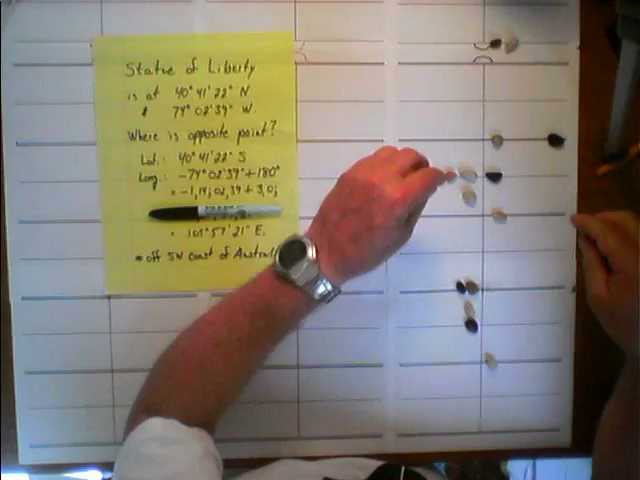 Statue of Liberty
is at 40° 41' 22" N
& 74° 02' 39" W.
Where is opposite point?
Lat.: 40° 41' 22" S
Long.: -74° 02' 39" + 180°
= -1,14;02,39 + 3,0;
= 105° 57' 21" E.
off SW coast of